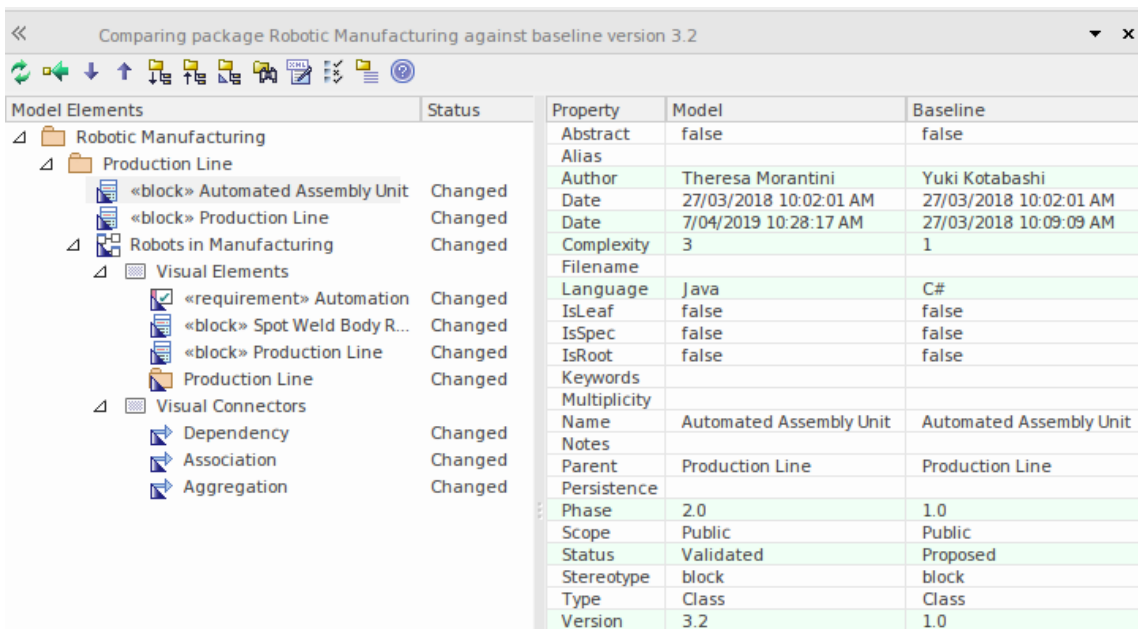 Comparing package Robotic Manufacturing against baseline version 3.2
Model Elements Status
Robotic Manufacturing
Production Line
«block» Automated Assembly Unit Changed
«block» Production Line Changed
Robots in Manufacturing Changed
Visual Elements
«requirement» Automation Changed
«block» Spot Weld Body R... Changed
«block» Production Line Changed
Production Line Changed
Visual Connectors
Dependency Changed
Association Changed
Aggregation Changed
Property Model Baseline
Abstract false false
Alias
Author Theresa Morantini Yuki Kotabashi
Date 27/03/2018 10:02:01 AM 27/03/2018 10:02:01 AM
Date 7/04/2019 10:28:17 AM 27/03/2018 10:09:09 AM
Complexity 3 1
Filename
Language Java C#
IsLeaf false false
IsSpec false false
IsRoot false false
Keywords
Multiplicity
Name Automated Assembly Unit Automated Assembly Unit
Notes
Parent Production Line Production Line
Persistence
Phase 2.0 1.0
Scope Public Public
Status Validated Proposed
Stereotype block block
Type Class Class
Version 3.2 1.0